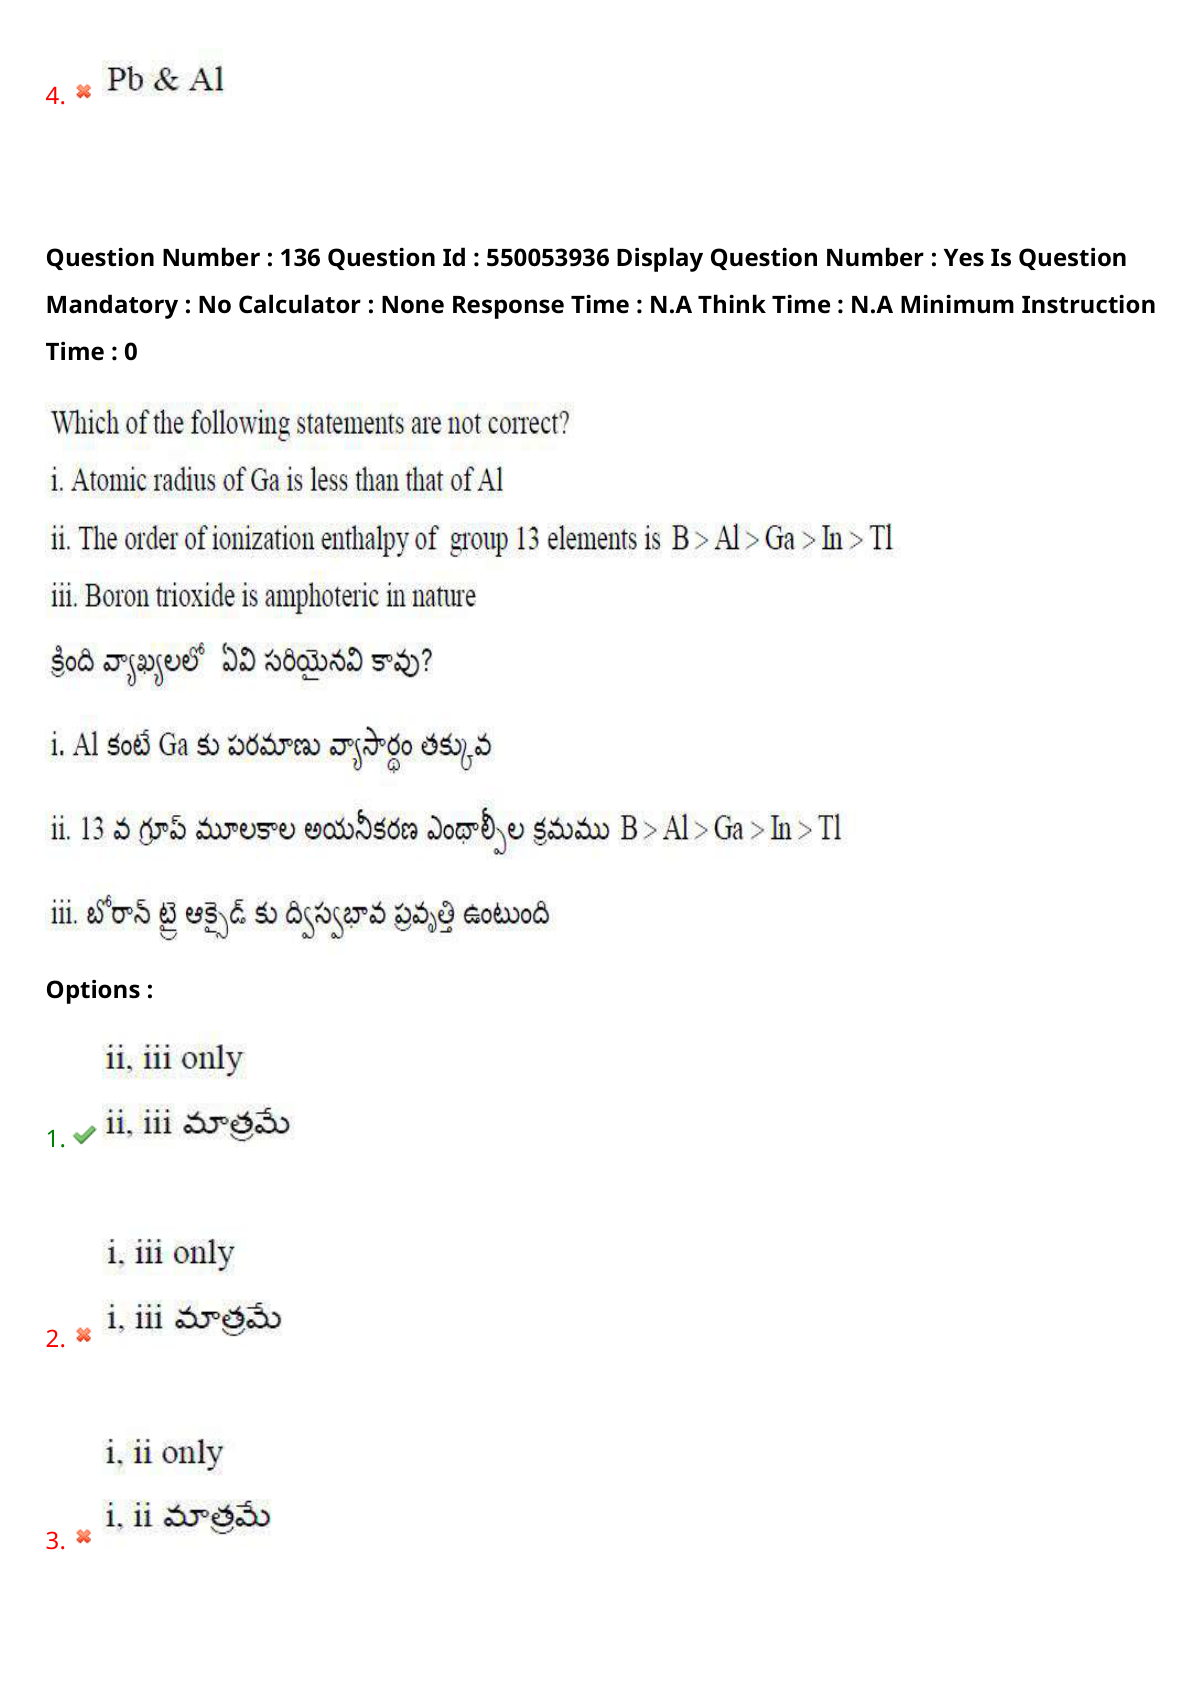 Pb & Al
4.
Question Number : 136 Question Id : 550053936 Display Question Number : Yes Is Question
Mandatory : No Calculator : None Response Time : N.A Think Time : N.A Minimum Instruction
Time : 0
Which of the following statements are not correct?
i. Atomic radius of Ga is less than that of Al
ii. The order of ionization enthalpy of group 13 elements is B > Al > Ga > In > Tl
iii. Boron trioxide is amphoteric in nature
క్రింది వ్యాఖ్యలలో ఏవి సరియైనవి కావు?
i. Al కంటే Ga కు పరమాణు వ్యాసార్థం తక్కువ
ii. 13 వ గ్రూప్ మూలకాల అయనీకరణ ఎంథాల్పీల క్రమము B > Al > Ga > In > Tl
iii. బోరాన్ ట్రై ఆక్సైడ్ కు ద్విస్వభావ ప్రవృత్తి ఉంటుంది
Options :
ii, iii only
ii, iii మాత్రమే
1.
i, iii only
i, iii మాత్రమే
2.
i, ii only
i, ii మాత్రమే
3.